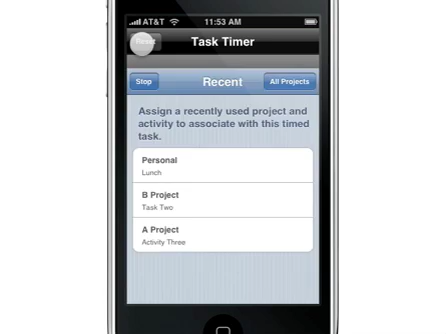 AT&T 11:53 AM
Reset Task Timer
Stop Recent All Projects
Assign a recently used project and
activity to associate with this timed
task.
Personal
Lunch
B Project
Task Two
A Project
Activity Three